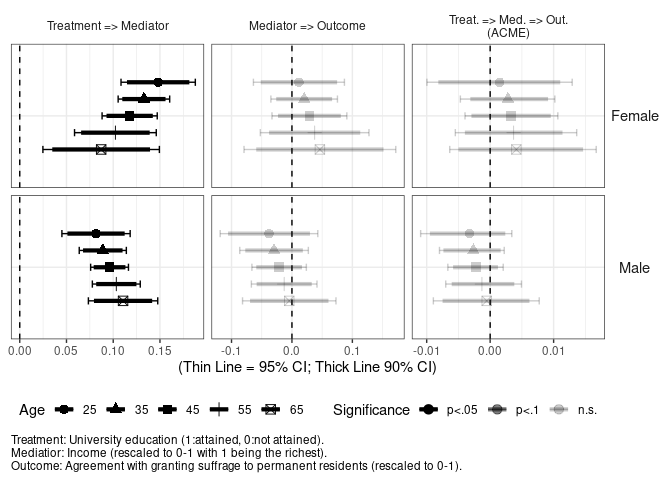 Treatment => Mediator
Mediator => Outcome
Treat. => Med. => Out.
(ACME)
Female
Male
0.00 0.05 0.10 0.15
-0.1 0.0 0.1
-0.01 0.00 0.01
(Thin Line = 95% CI; Thick Line 90% CI)
Age 25 35 45 55 65 Significance p<.05 p<.1 n.s.
Treatment: University education (1:attained, 0:not attained).
Mediatior: Income (rescaled to 0-1 with 1 being the richest).
Outcome: Agreement with granting suffrage to permanent residents (rescaled to 0-1).